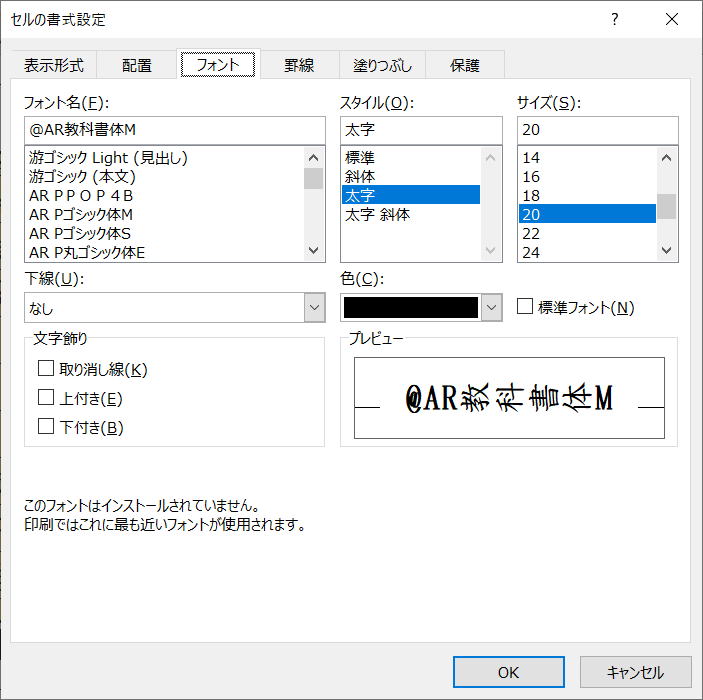 セルの書式設定
表示形式 配置 フォント 罫線 塗りつぶし 保護
フォント名(F): スタイル(O): サイズ(S):
@AR教科書体M 太字 20
游ゴシック Light (見出し) 標準 14
游ゴシック (本文) 斜体 16
AR PPOP4B 太字 18
AR Pゴシック体M 太字 斜体 20
AR Pゴシック体S 22
AR P丸ゴシック体E 24
下線(U): 色(C):
なし 標準フォント(N)
文字飾り プレビュー
取り消し線(K)
上付き(E) @AR教科書体M
下付き(B)
このフォントはインストールされていません。
印刷ではこれに最も近いフォントが使用されます。
OK キャンセル